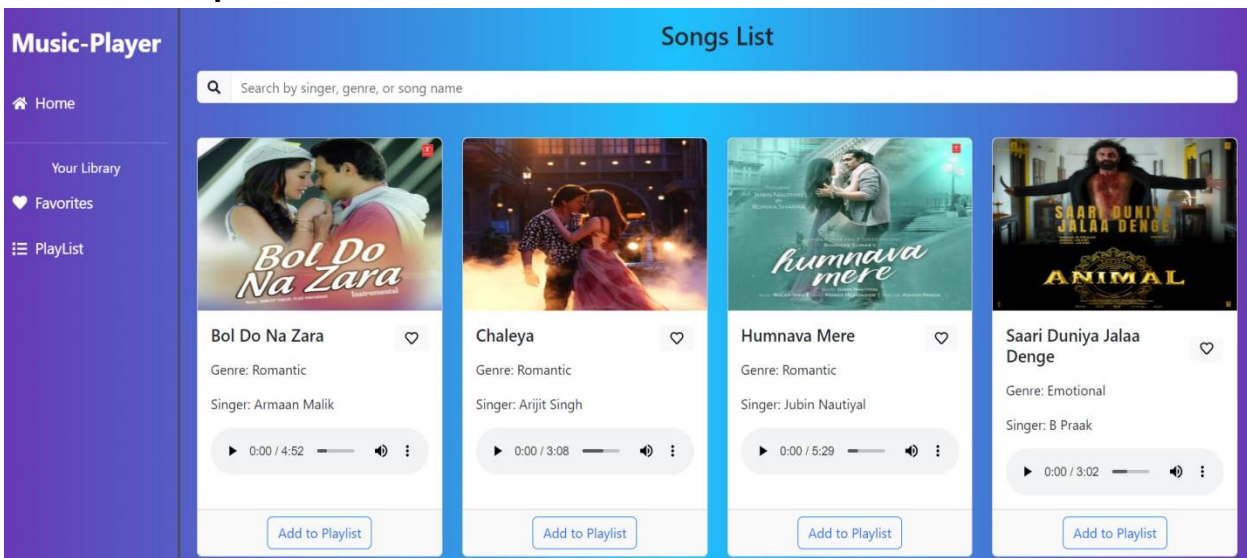 Music-Player
Home
Your Library
Favorites
PlayList
Songs List
Search by singer, genre, or song name
Bol Do
Na Zara
Instrumental
Bol Do Na Zara
Genre: Romantic
Singer: Armaan Malik
0:00 / 4:52
Add to Playlist
Chaleya
Genre: Romantic
Singer: Arijit Singh
0:00 / 3:08
Add to Playlist
humnava
mere
Humnava Mere
Genre: Romantic
Singer: Jubin Nautiyal
0:00 / 5:29
Add to Playlist
SAARI DUNIYA
JALAA DENGE
ANIMAL
Saari Duniya Jalaa
Denge
Genre: Emotional
Singer: B Praak
0:00 / 3:02
Add to Playlist